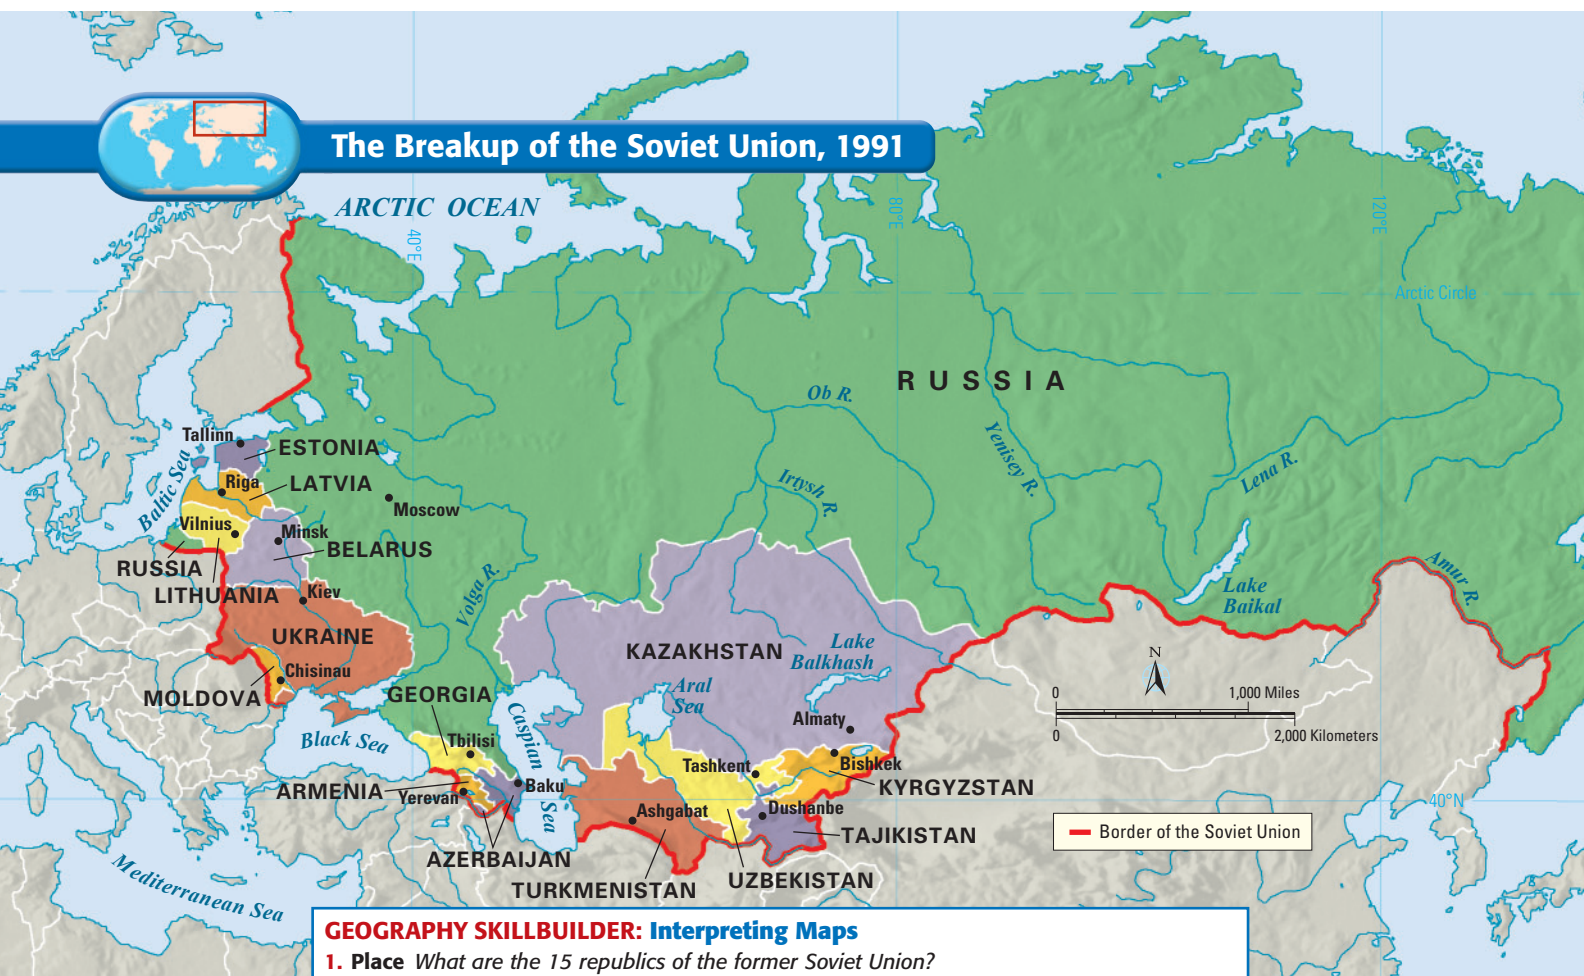 The Breakup of the Soviet Union, 1991
ARCTIC OCEAN
40°E
80°E
120°E
Arctic Circle
RUSSIA
Ob R.
Yenisey R.
Irtysh R.
Lena R.
Tallinn
ESTONIA
Baltic Sea
Riga
LATVIA
Moscow
Vilnius
Minsk
BELARUS
RUSSIA
LITHUANIA
Kiev
Volga R.
Amur R.
Lake
Baikal
UKRAINE
KAZAKHSTAN
Lake
Balkhash
Chisinau
MOLDOVA
GEORGIA
Aral
Sea
N
0
1,000 Miles
0
2,000 Kilometers
Almaty
Black Sea
Caspian
Sea
Tbilisi
Tashkent
Bishkek
KYRGYZSTAN
ARMENIA
Yerevan
Baku
Ashgabat
Dushanbe
40°N
TAJIKISTAN
Border of the Soviet Union
AZERBAIJAN
TURKMENISTAN
UZBEKISTAN
Mediterranean Sea
GEOGRAPHY SKILLBUILDER: Interpreting Maps
1. Place What are the 15 republics of the former Soviet Union?